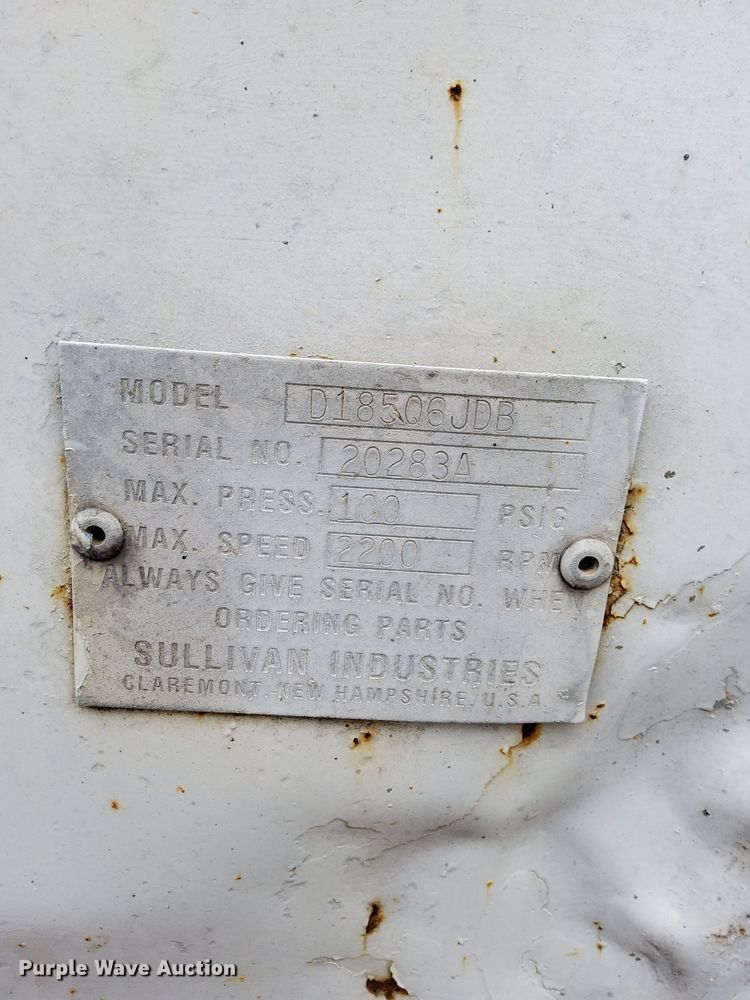 MODEL D18506JDB
SERIAL NO. 20283A
MAX. PRESS. 100 PSIG
MAX. SPEED 2200 RPM
ALWAYS GIVE SERIAL NO. WHEN
ORDERING PARTS
SULLIVAN INDUSTRIES
CLAREMONT, NEW HAMPSHIRE, U.S.A.
Purple Wave Auction